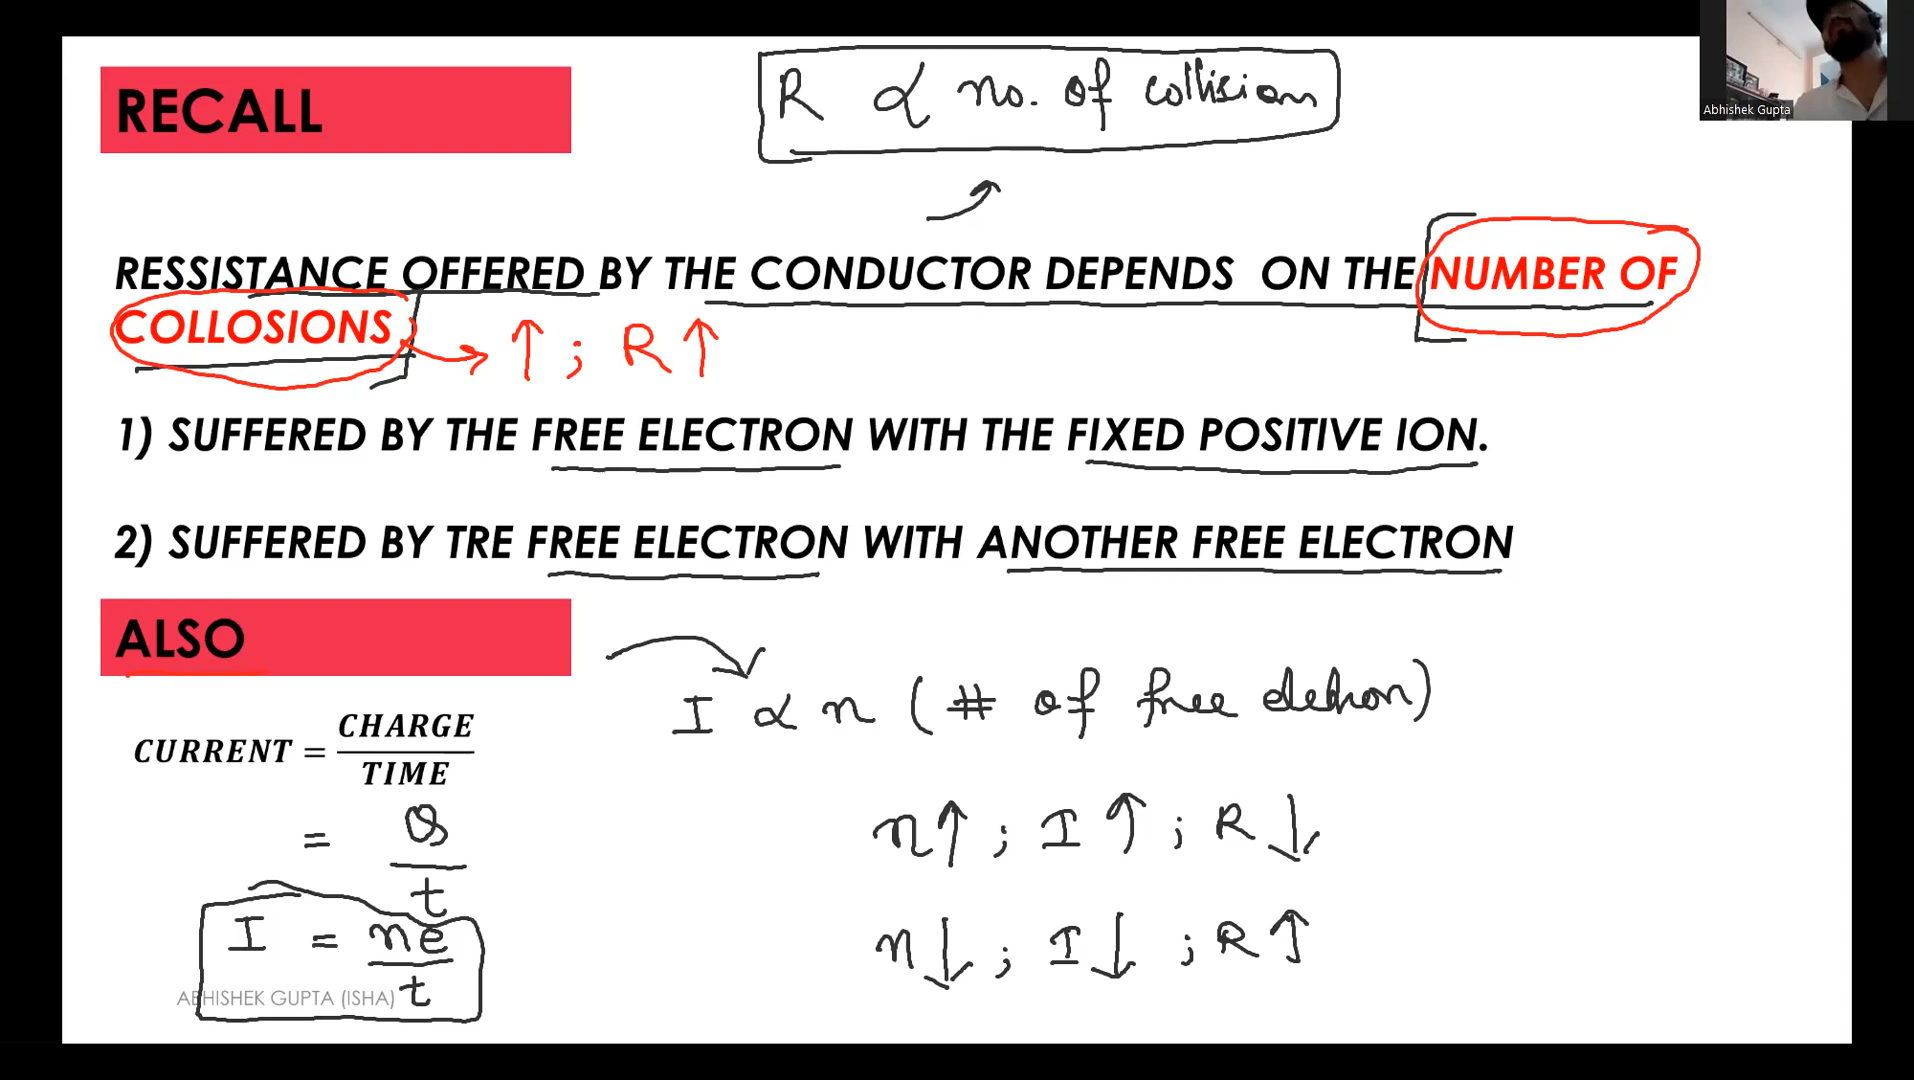 R ∝ no. of collision
Abhishek Gupta
RECALL
RESSISTANCE OFFERED BY THE CONDUCTOR DEPENDS ON THE NUMBER OF
COLLOSIONS → ↑ ; R ↑
1) SUFFERED BY THE FREE ELECTRON WITH THE FIXED POSITIVE ION.
2) SUFFERED BY TRE FREE ELECTRON WITH ANOTHER FREE ELECTRON
ALSO
I ∝ n ( # of free electron)
CURRENT = CHARGE / TIME
= Q / t
n↑ ; I ↑ ; R ↓
I = ne / t
n↓ ; I↓ ; R ↑
ABHISHEK GUPTA (ISHA)